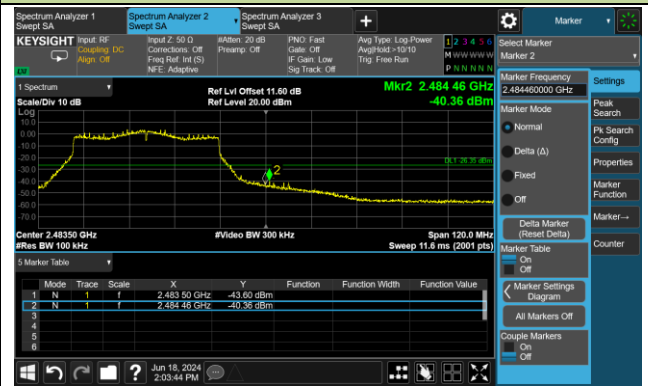 Spectrum Analyzer 1
Swept SA
Spectrum Analyzer 2
Swept SA
Spectrum Analyzer 3
Swept SA
+
Marker
KEYSIGHT
Input: RF
Coupling: DC
Align: Off
Input Z: 50 Ω
Corrections: Off
Freq Ref: Int (S)
NFE: Adaptive
#Atten: 20 dB
Preamp: Off
PNO: Fast
Gate: Off
IF Gain: Low
Sig Track: Off
Avg Type: Log-Power
Avg|Hold:>10/10
Trig: Free Run
1 2 3 4 5 6
M W W W W W
P N N N N N
Select Marker
Marker 2
1 Spectrum
Scale/Div 10 dB
Log
Ref Lvl Offset 11.60 dB
Ref Level 20.00 dBm
Mkr2 2.484 46 GHz
-40.36 dBm
10.0
0.00
-10.0
-20.0
-30.0
-40.0
-50.0
-60.0
-70.0
DL1 -26.35 dBm
2
Center 2.48350 GHz
#Res BW 100 kHz
#Video BW 300 kHz
Span 120.0 MHz
Sweep 11.6 ms (2001 pts)
5 Marker Table
Mode Trace Scale X Y Function Function Width Function Value
1 N 1 f 2.483 50 GHz -43.60 dBm
2 N 1 f 2.484 46 GHz -40.36 dBm
3
4
5
6
Marker Frequency
2.484460000 GHz
Marker Mode
Normal
Delta (Δ)
Fixed
Off
Delta Marker
(Reset Delta)
Marker Table
On
Off
Marker Settings
Diagram
All Markers Off
Couple Markers
On
Off
Settings
Peak
Search
Pk Search
Config
Properties
Marker
Function
Marker→
Counter
?
Jun 18, 2024
2:03:44 PM